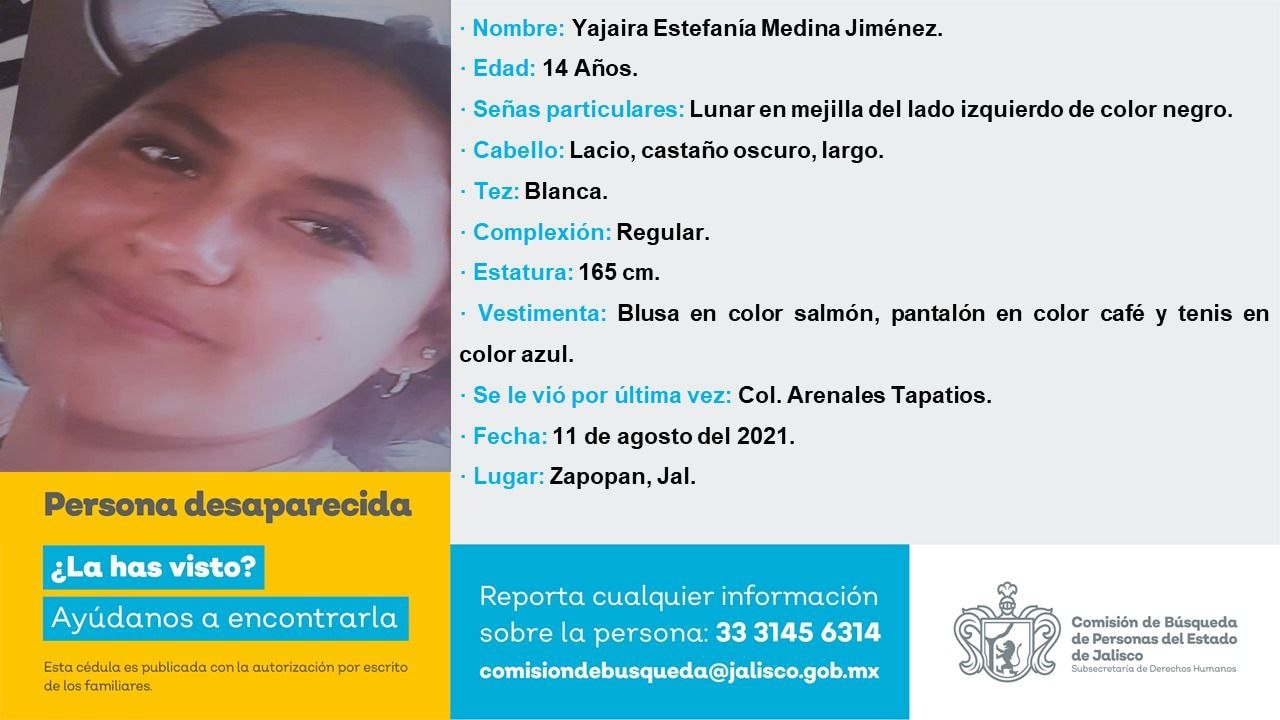 · Nombre: Yajaira Estefanía Medina Jiménez.
· Edad: 14 Años.
· Señas particulares: Lunar en mejilla del lado izquierdo de color negro.
· Cabello: Lacio, castaño oscuro, largo.
· Tez: Blanca.
· Complexión: Regular.
· Estatura: 165 cm.
· Vestimenta: Blusa en color salmón, pantalón en color café y tenis en
color azul.
· Se le vió por última vez: Col. Arenales Tapatios.
· Fecha: 11 de agosto del 2021.
· Lugar: Zapopan, Jal.
Persona desaparecida
¿La has visto?
Ayúdanos a encontrarla
Esta cédula es publicada con la autorización por escrito
de los familiares.
Reporta cualquier información
sobre la persona: 33 3145 6314
comisiondebusqueda@jalisco.gob.mx
Comisión de Búsqueda
de Personas del Estado
de Jalisco
Subsecretaría de Derechos Humanos